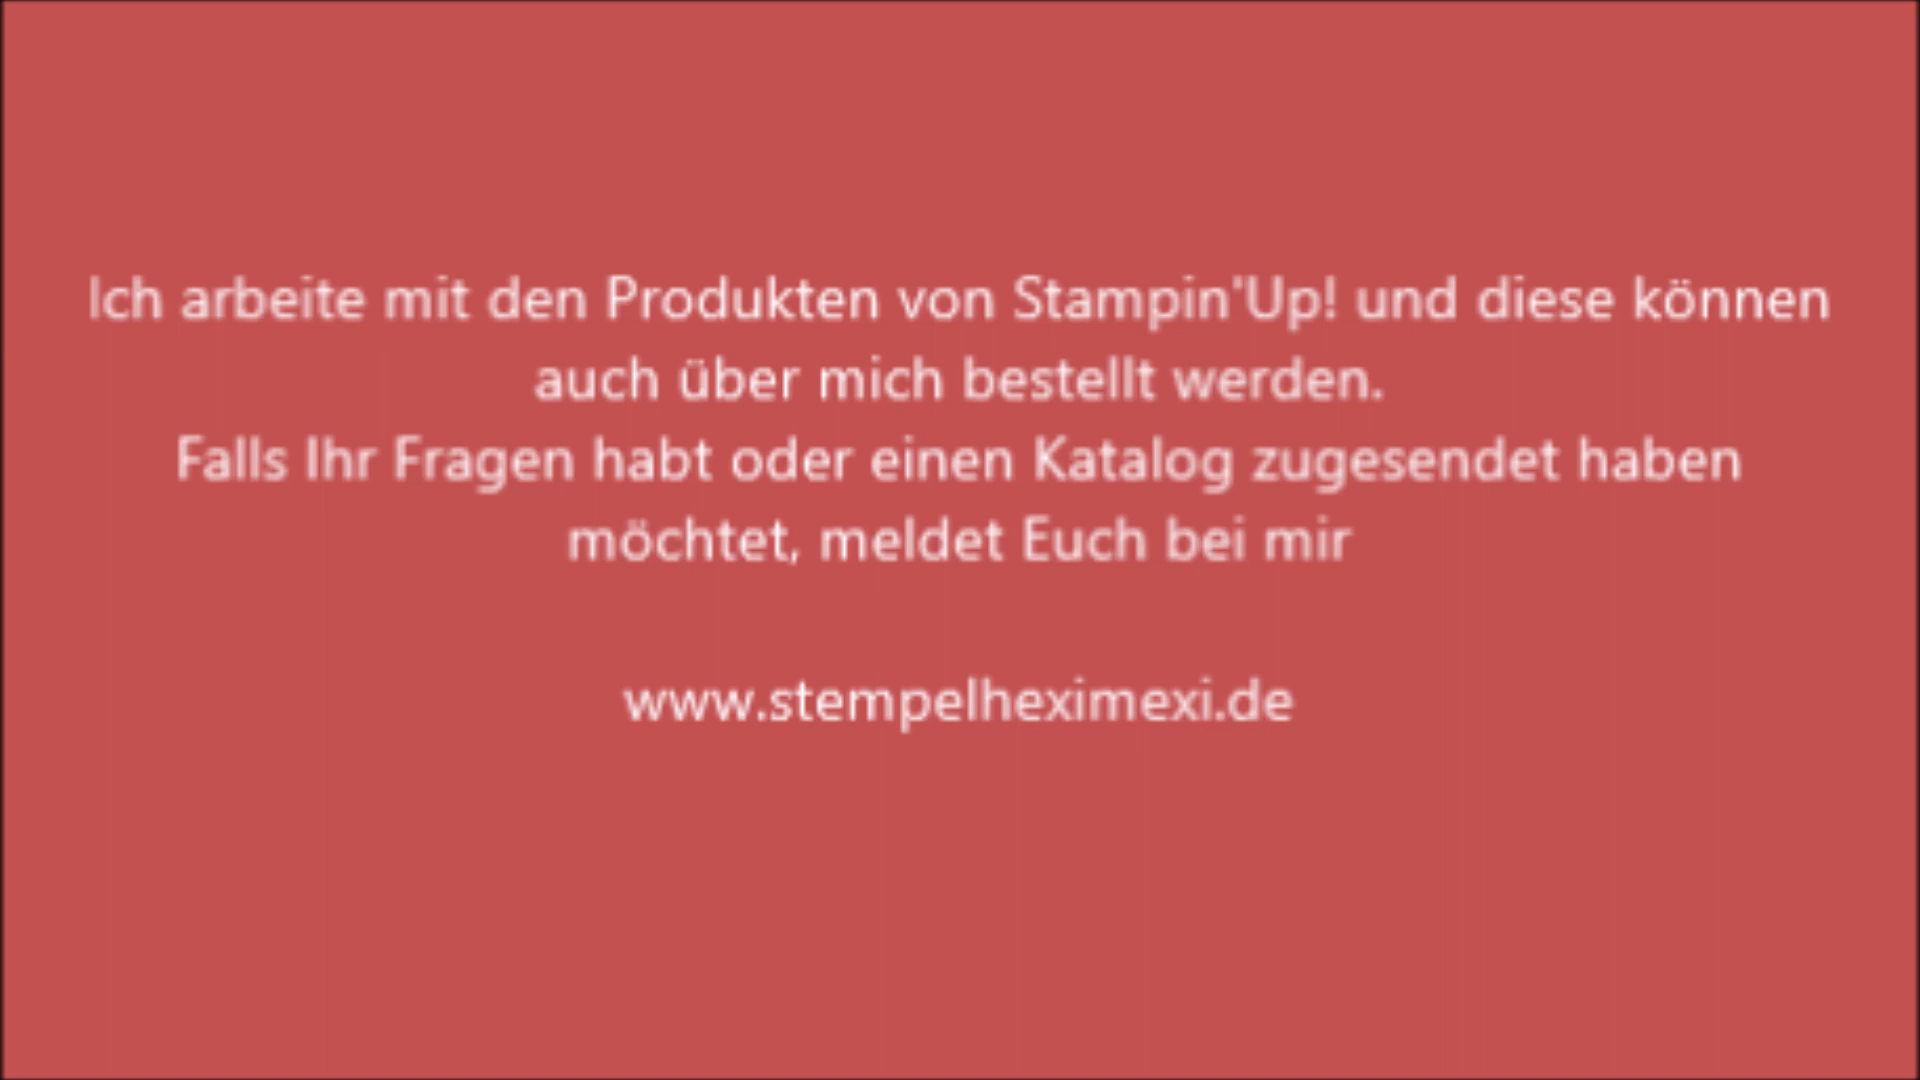 Ich arbeite mit den Produkten von Stampin'Up! und diese können
auch über mich bestellt werden.
Falls Ihr Fragen habt oder einen Katalog zugesendet haben
möchtet, meldet Euch bei mir
www.stempelheximexi.de